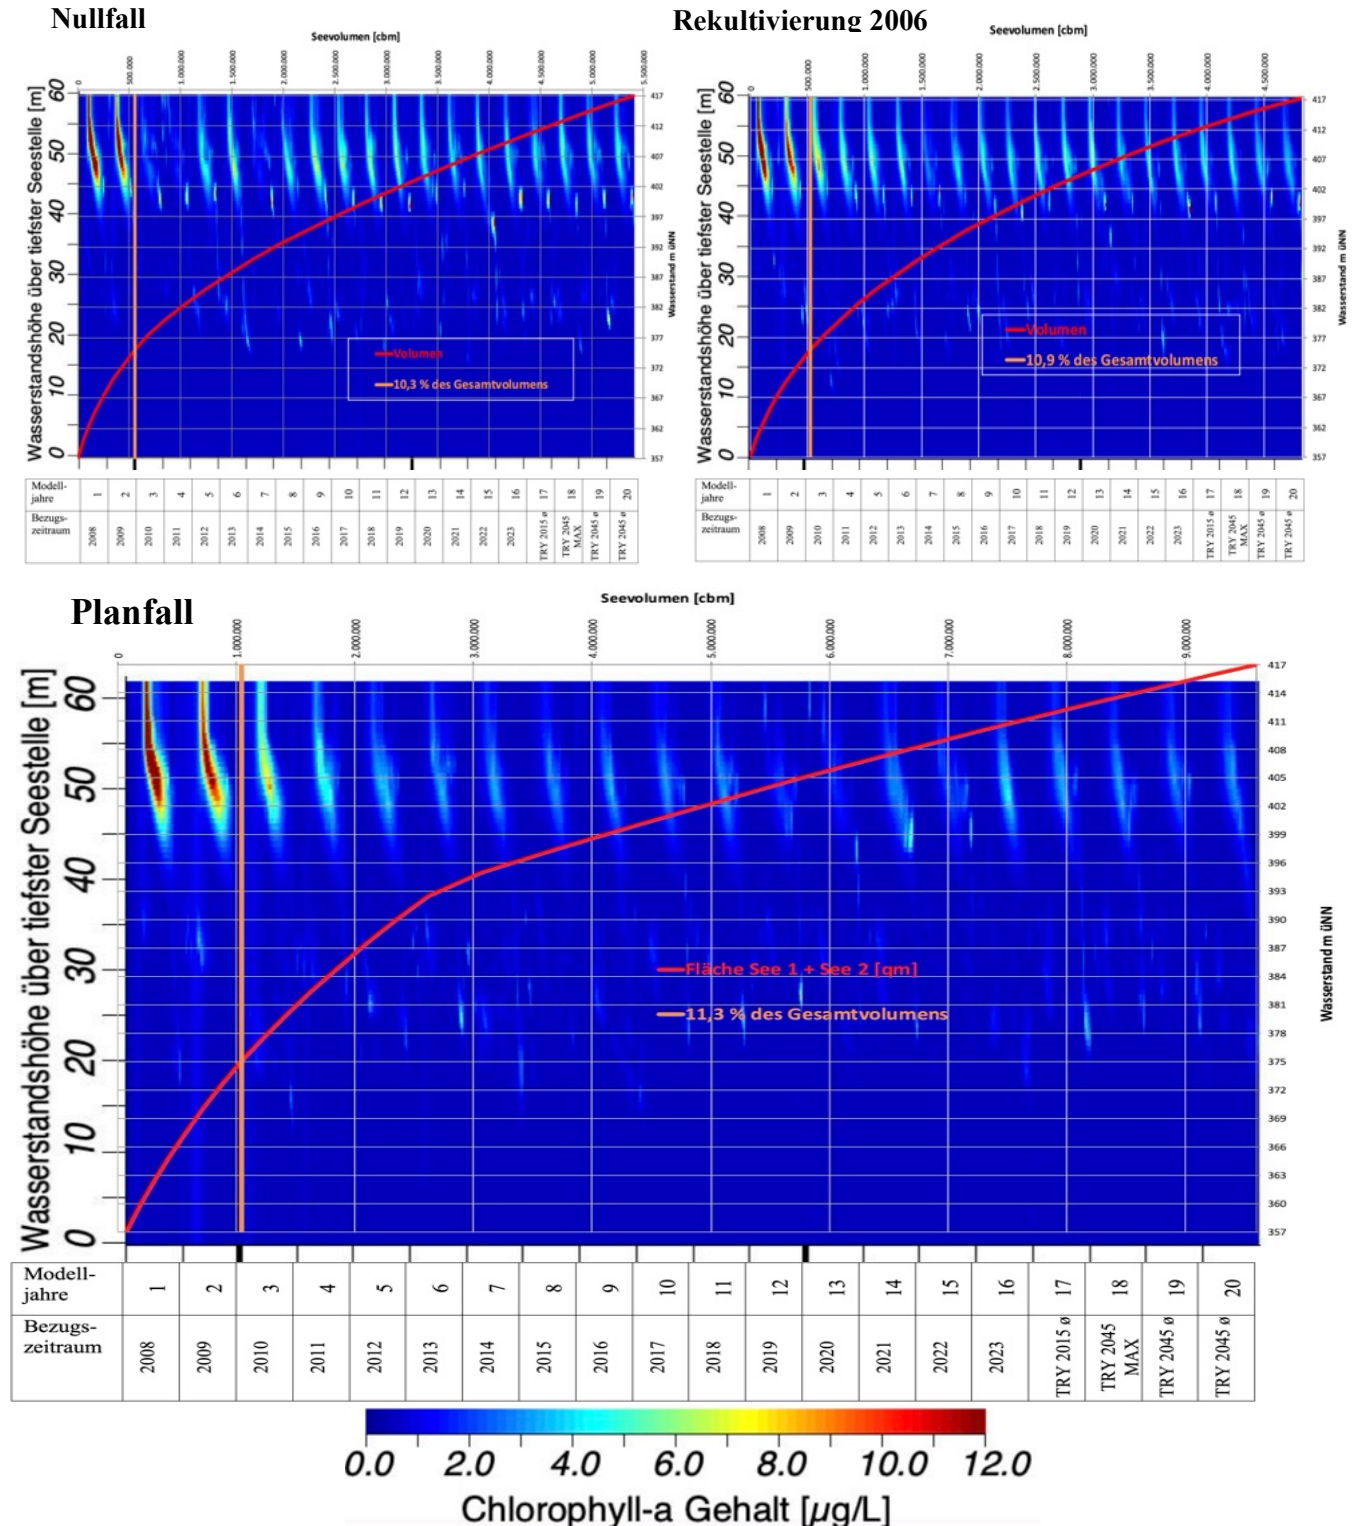 Nullfall
Seevolumen [cbm]
0
500.000
1.000.000
1.500.000
2.000.000
2.500.000
3.000.000
3.500.000
4.000.000
4.500.000
5.000.000
5.500.000
Wasserstandshöhe über tiefster Seestelle [m]
60
50
40
30
20
10
0
417
412
407
402
397
392
387
382
377
372
367
362
357
Wasserstand m üNN
Volumen
10,3 % des Gesamtvolumens
Modell-
jahre
1 2 3 4 5 6 7 8 9 10 11 12 13 14 15 16 17 18 19 20
Bezugs-
zeitraum
2008 2009 2010 2011 2012 2013 2014 2015 2016 2017 2018 2019 2020 2021 2022 2023 TRY 2015 ø TRY 2045 MAX TRY 2045 ø TRY 2045 ø
Rekultivierung 2006
Seevolumen [cbm]
0
500.000
1.000.000
1.500.000
2.000.000
2.500.000
3.000.000
3.500.000
4.000.000
4.500.000
Wasserstandshöhe über tiefster Seestelle [m]
60
50
40
30
20
10
0
417
412
407
402
397
392
387
382
377
372
367
362
357
Wasserstand m üNN
Volumen
10,9 % des Gesamtvolumens
Modell-
jahre
1 2 3 4 5 6 7 8 9 10 11 12 13 14 15 16 17 18 19 20
Bezugs-
zeitraum
2008 2009 2010 2011 2012 2013 2014 2015 2016 2017 2018 2019 2020 2021 2022 2023 TRY 2015 ø TRY 2045 MAX TRY 2045 ø TRY 2045 ø
Planfall
Seevolumen [cbm]
0
1.000.000
2.000.000
3.000.000
4.000.000
5.000.000
6.000.000
7.000.000
8.000.000
9.000.000
Wasserstandshöhe über tiefster Seestelle [m]
60
50
40
30
20
10
0
417
414
411
408
405
402
399
396
393
390
387
384
381
378
375
372
369
366
363
360
357
Wasserstand m üNN
Fläche See 1 + See 2 [qm]
11,3 % des Gesamtvolumens
Modell-
jahre
1 2 3 4 5 6 7 8 9 10 11 12 13 14 15 16 17 18 19 20
Bezugs-
zeitraum
2008 2009 2010 2011 2012 2013 2014 2015 2016 2017 2018 2019 2020 2021 2022 2023 TRY 2015 ø TRY 2045 MAX TRY 2045 ø TRY 2045 ø
0.0 2.0 4.0 6.0 8.0 10.0 12.0
Chlorophyll-a Gehalt [µg/L]